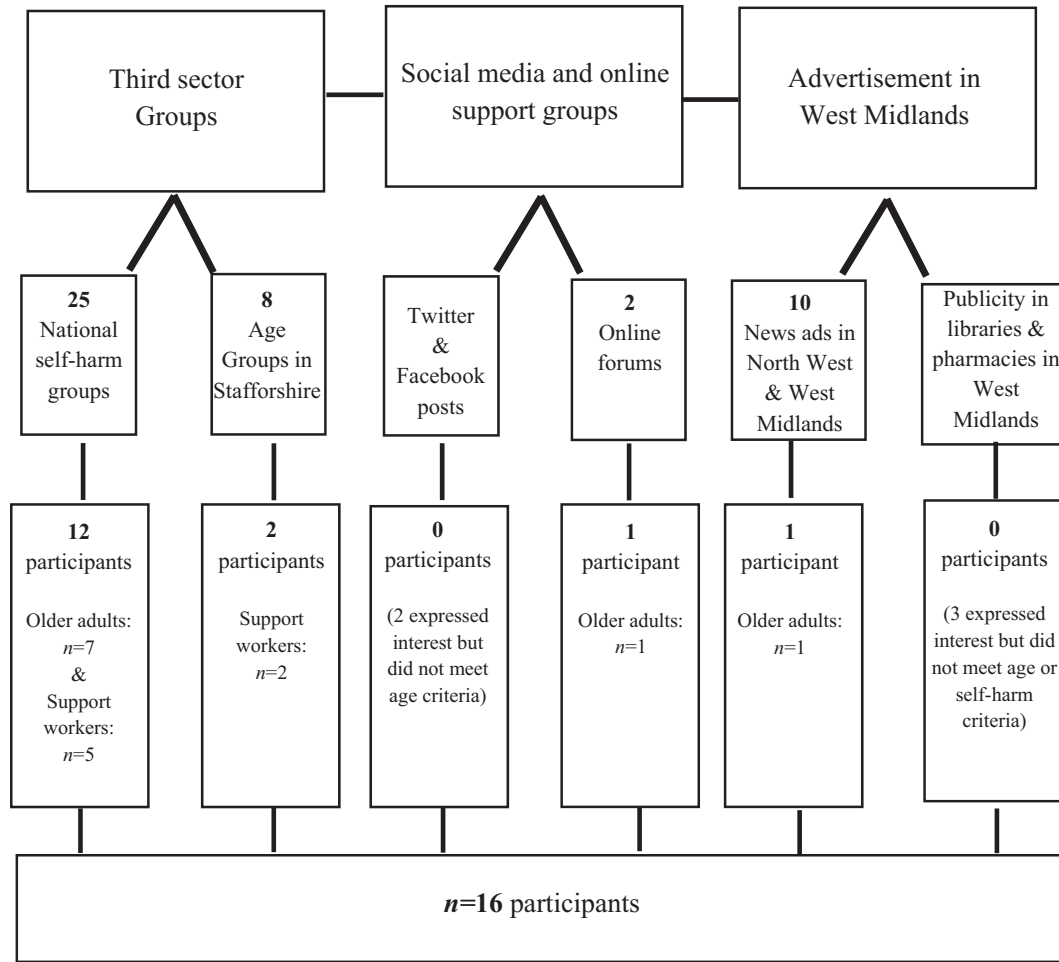 Third sector
Groups
Social media and online
support groups
Advertisement in
West Midlands
25
National
self-harm
groups
8
Age
Groups in
Stafforshire
Twitter
&
Facebook
posts
2
Online
forums
10
News ads in
North West
& West
Midlands
Publicity in
libraries &
pharmacies in
West
Midlands
12
participants
Older adults:
n=7
&
Support
workers:
n=5
2
participants
Support
workers:
n=2
0
participants
(2 expressed
interest but
did not meet
age criteria)
1
participant
Older adults:
n=1
1
participant
Older adults:
n=1
0
participants
(3 expressed
interest but did
not meet age or
self-harm
criteria)
n=16 participants